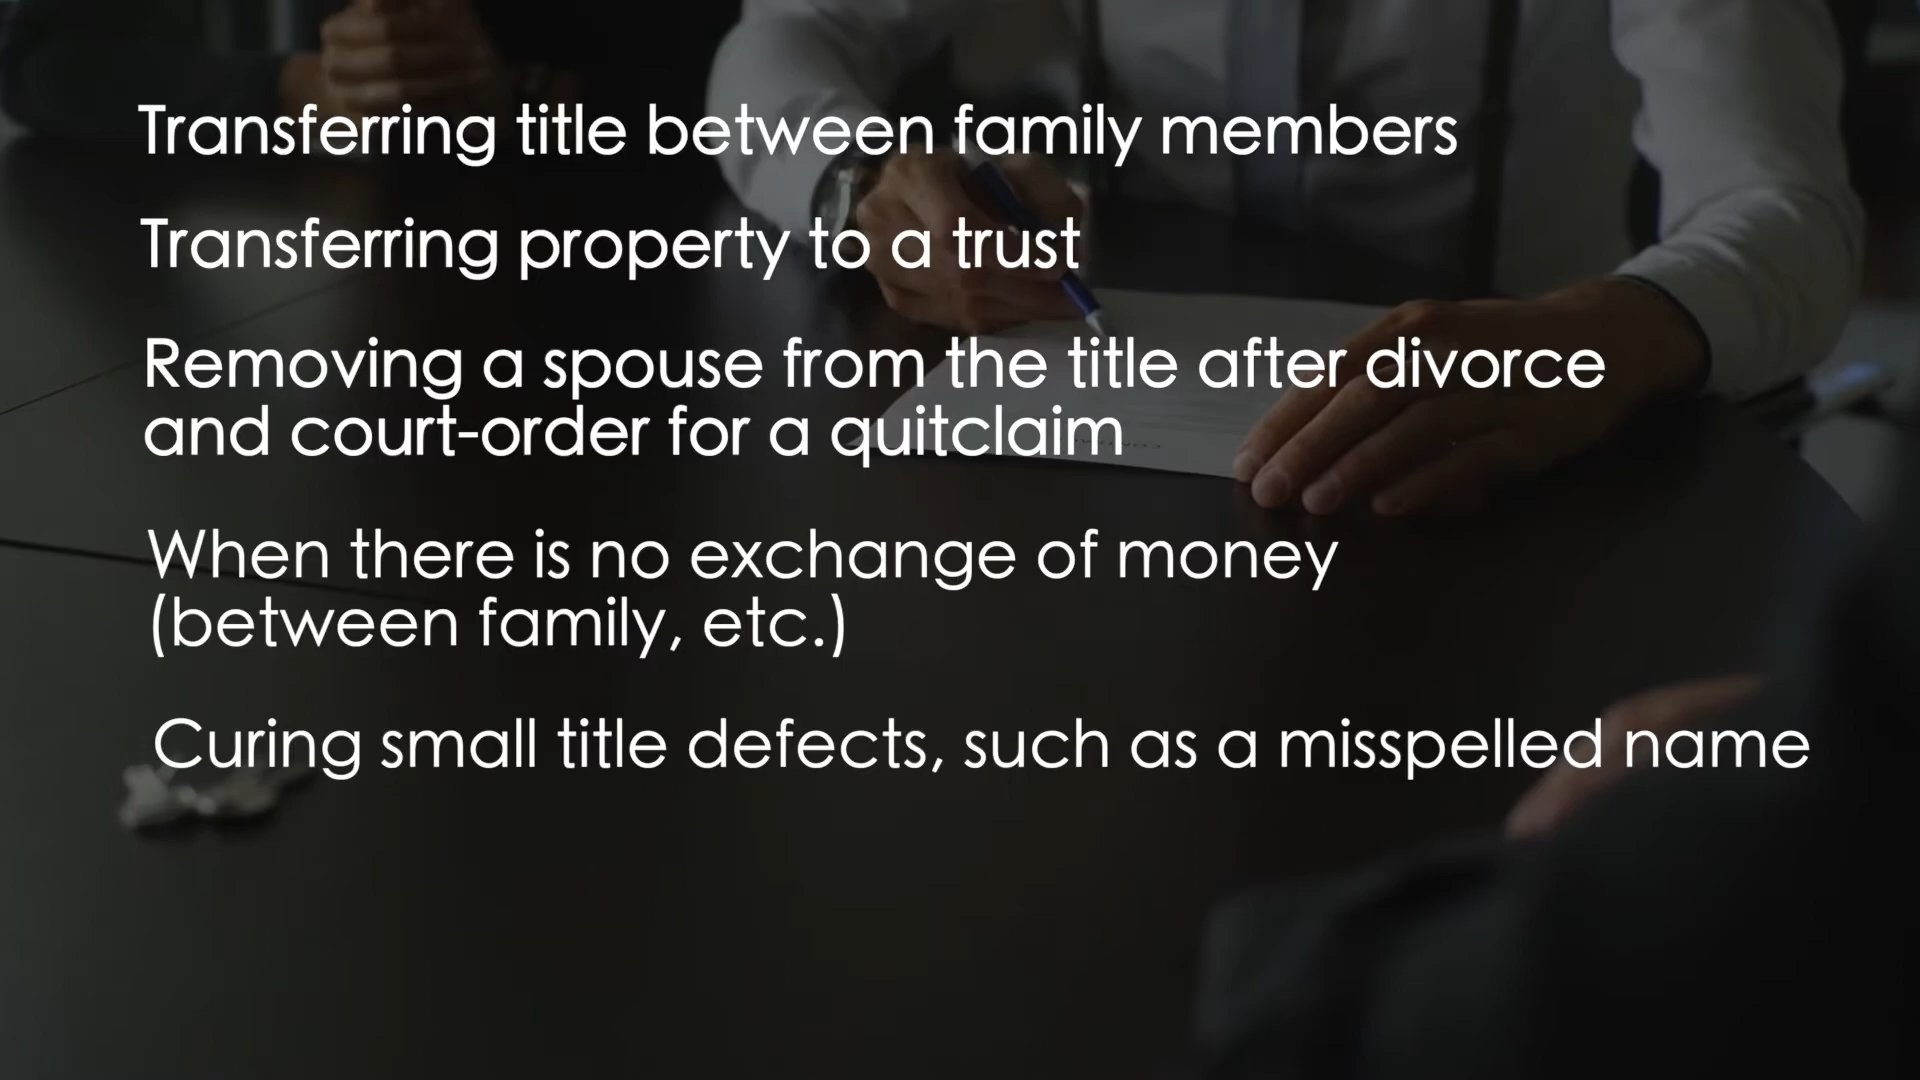 Transferring title between family members
Transferring property to a trust
Removing a spouse from the title after divorce
and court-order for a quitclaim
When there is no exchange of money
(between family, etc.)
Curing small title defects, such as a misspelled name